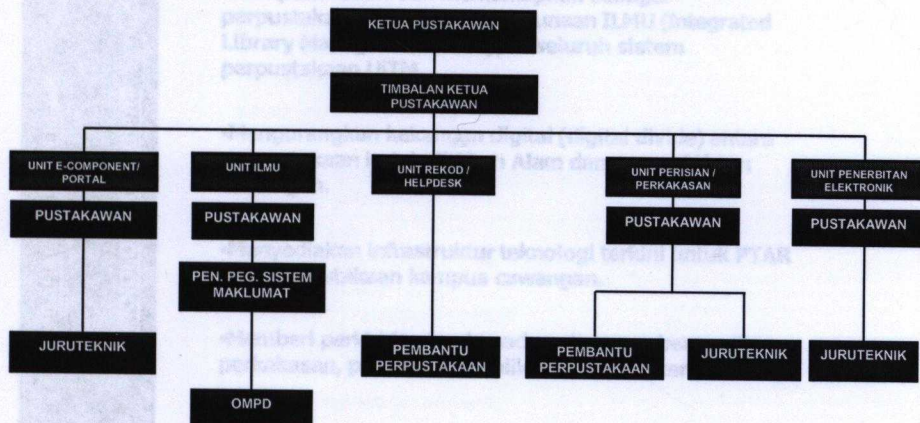 KETUA PUSTAKAWAN
TIMBALAN KETUA
PUSTAKAWAN
UNIT E-COMPONENT/
PORTAL
UNIT ILMU
UNIT REKOD /
HELPDESK
UNIT PERISIAN /
PERKAKASAN
UNIT PENERBITAN
ELEKTRONIK
PUSTAKAWAN
PUSTAKAWAN
PUSTAKAWAN
PUSTAKAWAN
PEN. PEG. SISTEM
MAKLUMAT
JURUTEKNIK
PEMBANTU
PERPUSTAKAAN
PEMBANTU
PERPUSTAKAAN
JURUTEKNIK
JURUTEKNIK
OMPD